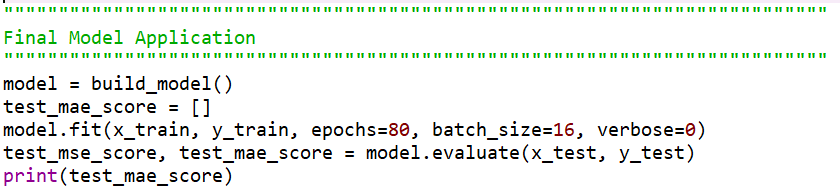 """"""""""""""""""""""""""""""""""""""""""""""""""""""""""""""""""""""""""""
Final Model Application
""""""""""""""""""""""""""""""""""""""""""""""""""""""""""""""""""""""""""""
model = build_model()
test_mae_score = []
model.fit(x_train, y_train, epochs=80, batch_size=16, verbose=0)
test_mse_score, test_mae_score = model.evaluate(x_test, y_test)
print(test_mae_score)